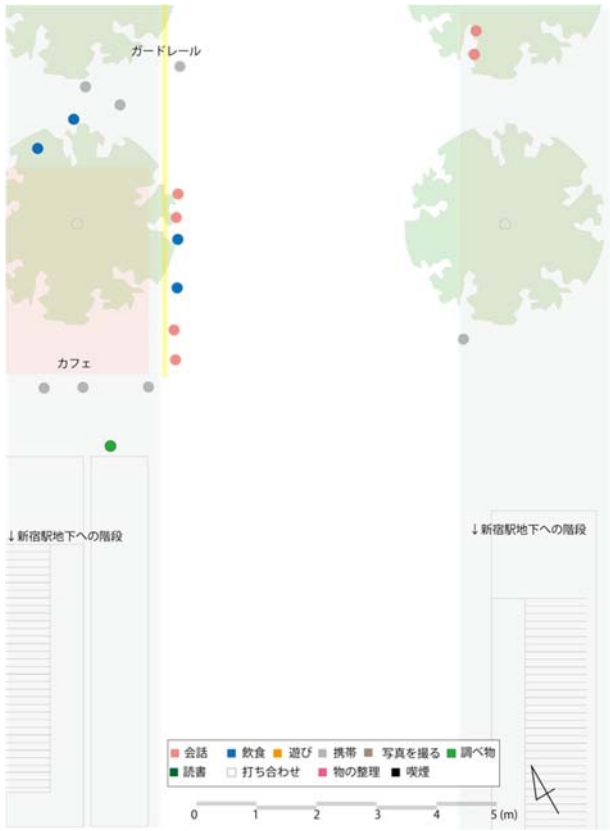 ガードレール
カフェ
↓新宿駅地下への階段
↓新宿駅地下への階段
会話 飲食 遊び 携帯 写真を撮る 調べ物
読書 打ち合わせ 物の整理 喫煙
0 1 2 3 4 5 (m)